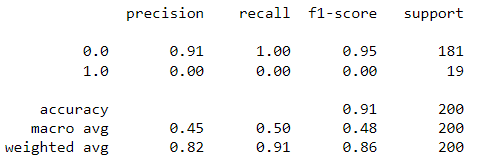 precision recall f1-score support
0.0 0.91 1.00 0.95 181
1.0 0.00 0.00 0.00 19
accuracy 0.91 200
macro avg 0.45 0.50 0.48 200
weighted avg 0.82 0.91 0.86 200